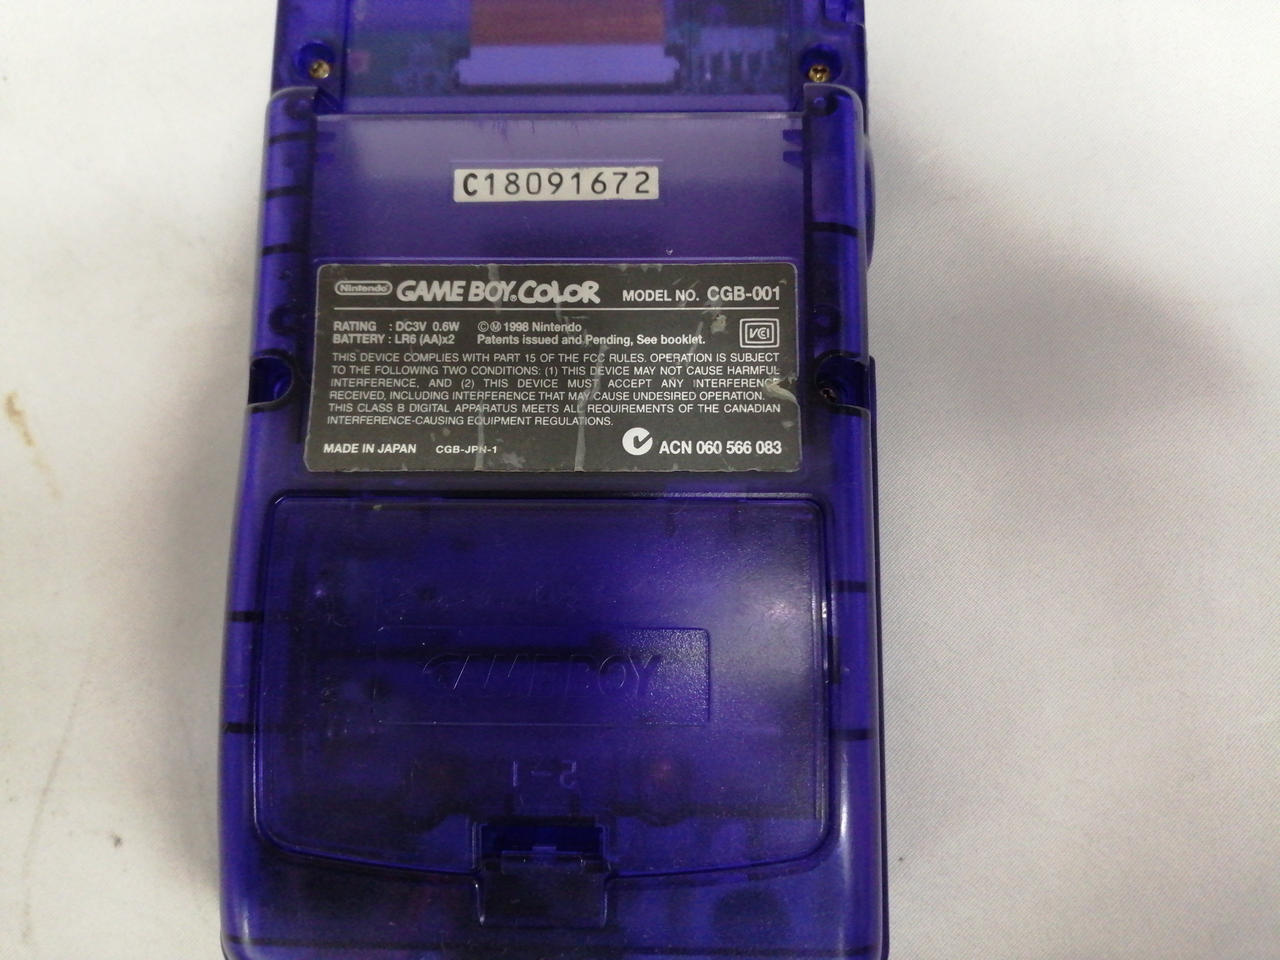 C18091672
Nintendo GAME BOY COLOR MODEL NO. CGB-001
RATING : DC3V 0.6W ©Ⓜ 1998 Nintendo
BATTERY : LR6 (AA)x2 Patents issued and Pending, See booklet.
VCI
THIS DEVICE COMPLIES WITH PART 15 OF THE FCC RULES. OPERATION IS SUBJECT
TO THE FOLLOWING TWO CONDITIONS: (1) THIS DEVICE MAY NOT CAUSE HARMFUL
INTERFERENCE, AND (2) THIS DEVICE MUST ACCEPT ANY INTERFERENCE
RECEIVED, INCLUDING INTERFERENCE THAT MAY CAUSE UNDESIRED OPERATION.
THIS CLASS B DIGITAL APPARATUS MEETS ALL REQUIREMENTS OF THE CANADIAN
INTERFERENCE-CAUSING EQUIPMENT REGULATIONS.
MADE IN JAPAN CGB-JPN-1 ACN 060 566 083
GAME BOY